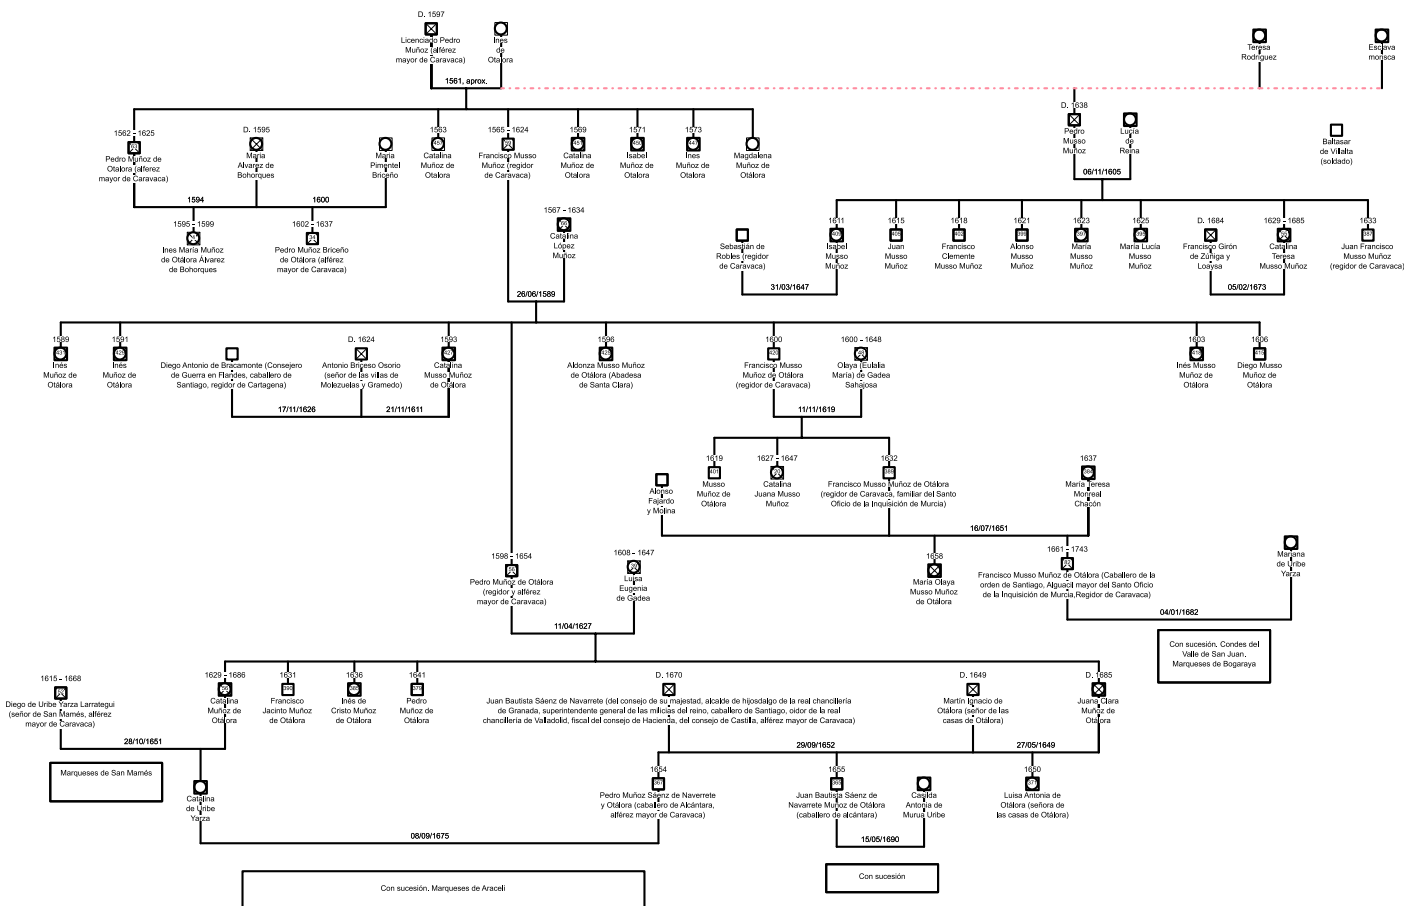 D. 1597
Licenciado Pedro
Muñoz (alférez
mayor de Caravaca)
Ines
de
Otalora
Teresa
Rodriguez
Esclava
morisca
1561, aprox.
1562 - 1625
Pedro Muñoz de
Otalora (alferez
mayor de Caravaca)
D. 1595
Maria
Alvarez de
Bohorques
Maria
Pimentel
Briceño
1563
Catalina
Muñoz de
Otalora
1565 - 1624
Francisco Musso
Muñoz (regidor
de Caravaca)
1569
Catalina
Muñoz de
Otalora
1571
Isabel
Muñoz de
Otalora
1573
Ines
Muñoz de
Otalora
Magdalena
Muñoz de
Otálora
D. 1638
Pedro
Musso
Muñoz
Lucía
de
Reina
Baltasar
de Villalta
(soldado)
06/11/1605
1594
1600
1595 - 1599
Ines María Muñoz
de Otálora Álvarez
de Bohorques
1602 - 1637
Pedro Muñoz Briceño
de Otálora (alférez
mayor de Caravaca)
1567 - 1634
Catalina
López
Muñoz
Sebastián de
Robles (regidor
de Caravaca)
1611
Isabel
Musso
Muñoz
1615
Juan
Musso
Muñoz
1618
Francisco
Clemente
Musso Muñoz
1621
Alonso
Musso
Muñoz
1623
María
Musso
Muñoz
1625
María Lucía
Musso
Muñoz
D. 1684
Francisco Girón
de Zúñiga y
Loaysa
1629 - 1685
Catalina
Teresa
Musso Muñoz
1633
Juan Francisco
Musso Muñoz
(regidor de Caravaca)
31/03/1647
05/02/1673
26/06/1589
1589
Inés
Muñoz de
Otálora
1591
Inés
Muñoz de
Otálora
Diego Antonio de Bracamonte (Consejero
de Guerra en Flandes, caballero de
Santiago, regidor de Cartagena)
D. 1624
Antonio Briceso Osorio
(señor de las villas de
Molezuelas y Gramedo)
1593
Catalina
Musso Muñoz
de Otálora
1596
Aldonza Musso Muñoz
de Otálora (Abadesa
de Santa Clara)
1600
Francisco Musso
Muñoz de Otálora
(regidor de Caravaca)
1600 - 1648
Olaya (Eulalia
María) de Gadea
Sahajosa
1603
Inés Musso
Muñoz de
Otálora
1606
Diego Musso
Muñoz de
Otálora
17/11/1626
21/11/1611
11/11/1619
Alonso
Fajardo
y Molina
1619
Musso
Muñoz de
Otálora
1627 - 1647
Catalina
Juana Musso
Muñoz
1632
Francisco Musso Muñoz de Otálora
(regidor de Caravaca, familiar del Santo
Oficio de la Inquisición de Murcia)
1637
María Teresa
Monreal
Chacón
16/07/1651
1598 - 1654
Pedro Muñoz de Otálora
(regidor y alférez
mayor de Caravaca)
1608 - 1647
Luisa
Eugenia
de Gadea
1658
María Olaya
Musso Muñoz
de Otálora
1661 - 1743
Francisco Musso Muñoz de Otálora (Caballero de la
orden de Santiago, Alguacil mayor del Santo Oficio
de la Inquisición de Murcia,Regidor de Caravaca)
Mariana
de Uribe
Yarza
04/01/1682
11/04/1627
Con sucesión. Condes del
Valle de San Juan.
Marqueses de Bogaraya
1615 - 1668
Diego de Uribe Yarza Larrategui
(señor de San Mamés, alférez
mayor de Caravaca)
1629 - 1686
Catalina
Muñoz de
Otálora
1631
Francisco
Jacinto Muñoz
de Otálora
1636
Inés de
Cristo Muñoz
de Otálora
1641
Pedro
Muñoz de
Otálora
D. 1670
Juan Baptista Sáenz de Navarrete (del consejo de su majestad, alcalde de hijosdalgo de la real chancilleria
de Granada, superintendente general de las milicias del reino, caballero de Santiago, oidor de la real
chancilleria de Valladolid, fiscal del consejo de Hacienda, del consejo de Castilla, alférez mayor de Caravaca)
D. 1649
Martín Ignacio de
Otálora (señor de las
casas de Otálora)
D. 1685
Juana Clara
Muñoz de
Otálora
28/10/1651
29/09/1652
27/05/1649
Marqueses de San Mamés
Catalina
de Uribe
Yarza
1654
Pedro Muñoz Sáenz de Navarrete
y Otálora (caballero de Alcántara,
alférez mayor de Caravaca)
1655
Juan Bautista Sáenz de
Navarrete Muñoz de Otálora
(caballero de alcántara)
Casilda
Antonia de
Murua Uribe
1650
Luisa Antonia de
Otálora (señora de
las casas de Otálora)
08/09/1675
15/05/1690
Con sucesión. Marqueses de Araceli
Con sucesión